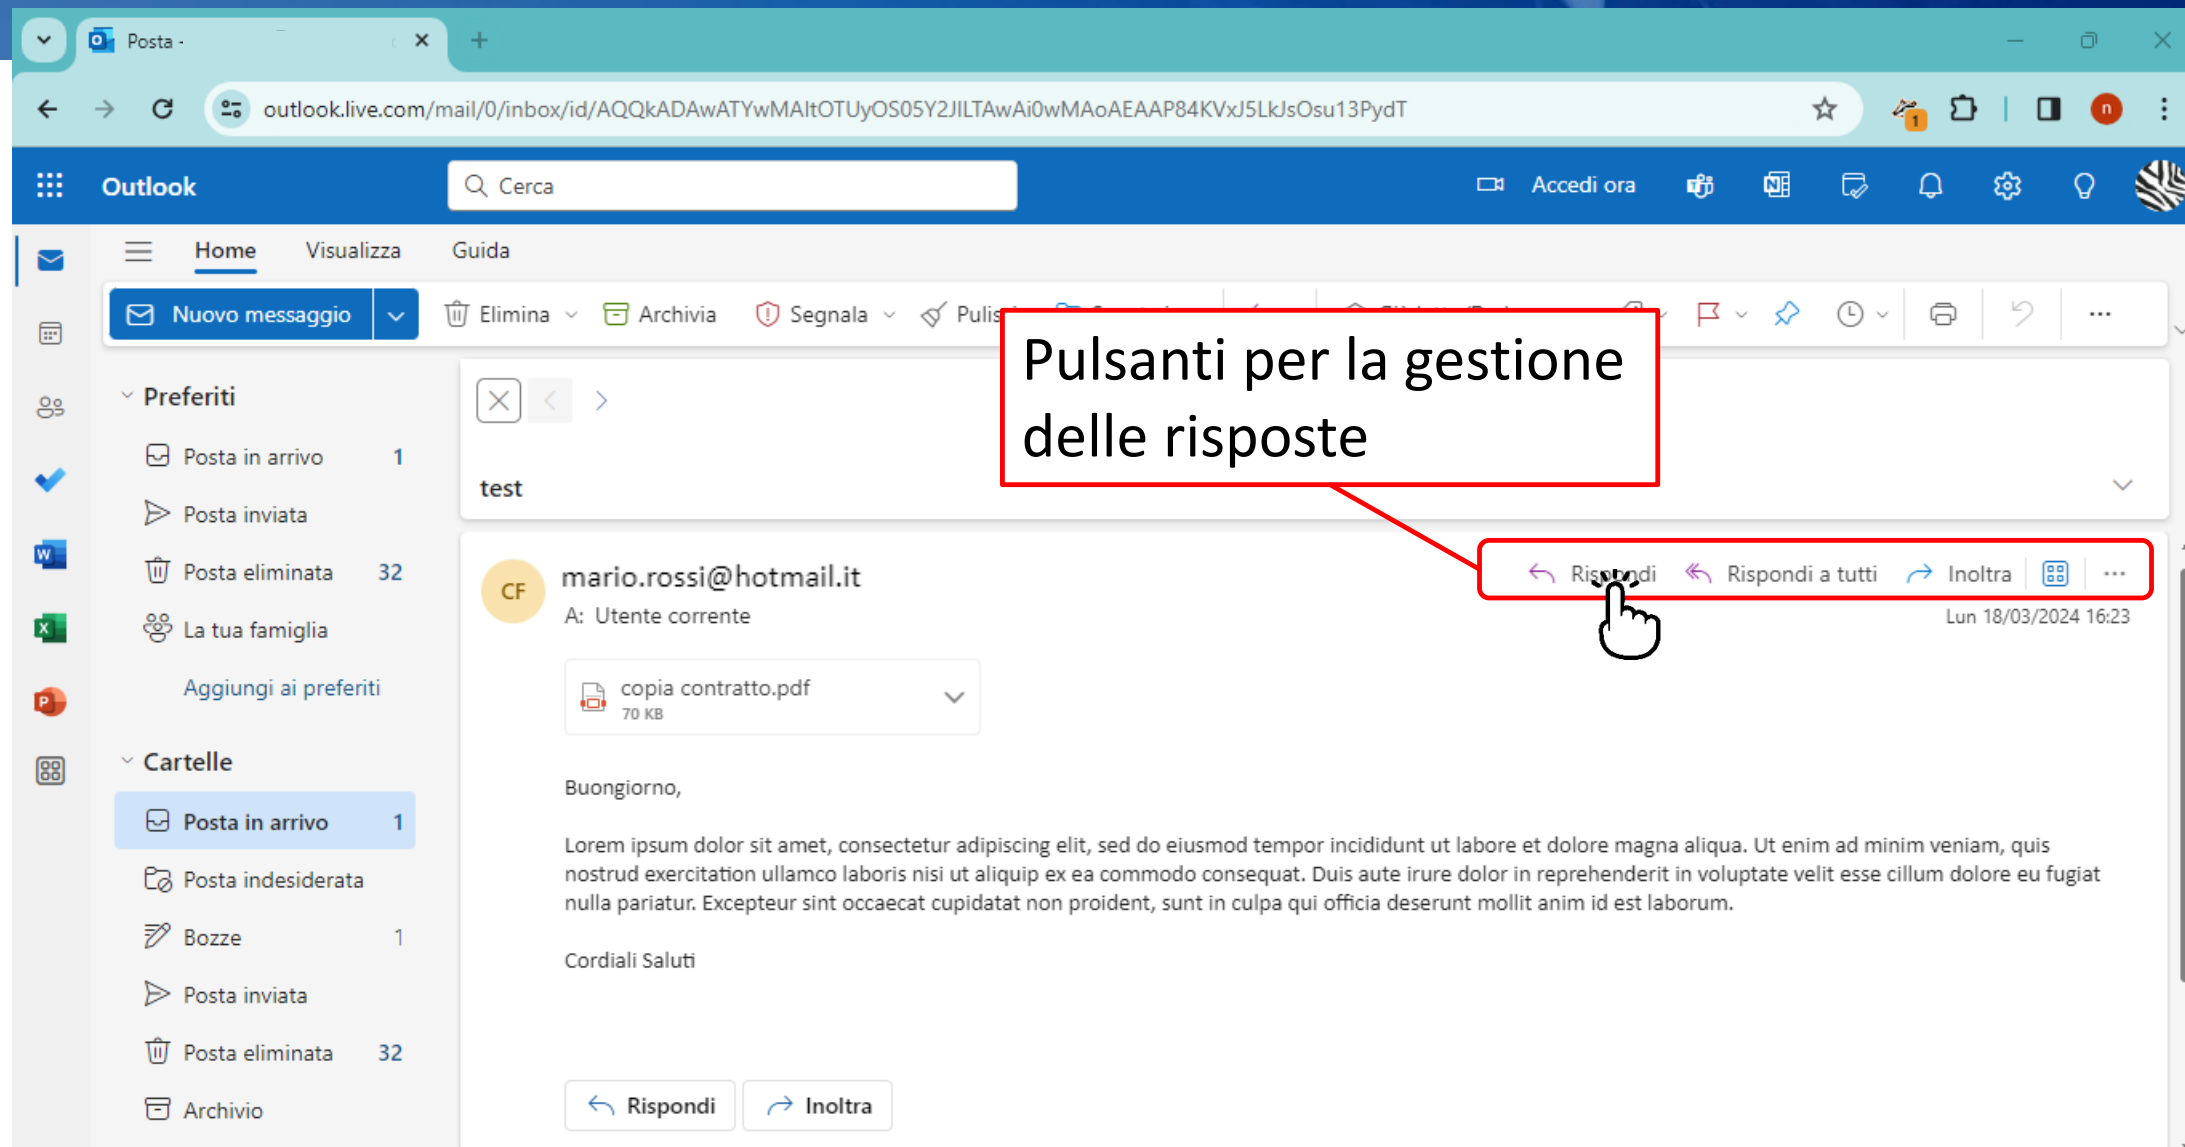 Posta -
outlook.live.com/mail/0/inbox/id/AQQkADAwATYwMAItOTUyOS05Y2JlLTAwAi0wMAoAEAAP84KVxJ5LkJsOsu13PydT
1
n
Outlook
Cerca
Accedi ora
Home Visualizza Guida
Nuovo messaggio Elimina Archivia Segnala
Pulsanti per la gestione
delle risposte
Preferiti
Posta in arrivo 1
Posta inviata
Posta eliminata 32
La tua famiglia
Aggiungi ai preferiti
Cartelle
Posta in arrivo 1
Posta indesiderata
Bozze 1
Posta inviata
Posta eliminata 32
Archivio
test
CF
mario.rossi@hotmail.it
A: Utente corrente
Rispondi Rispondi a tutti Inoltra
Lun 18/03/2024 16:23
copia contratto.pdf
70 KB
Buongiorno,
Lorem ipsum dolor sit amet, consectetur adipiscing elit, sed do eiusmod tempor incididunt ut labore et dolore magna aliqua. Ut enim ad minim veniam, quis
nostrud exercitation ullamco laboris nisi ut aliquip ex ea commodo consequat. Duis aute irure dolor in reprehenderit in voluptate velit esse cillum dolore eu fugiat
nulla pariatur. Excepteur sint occaecat cupidatat non proident, sunt in culpa qui officia deserunt mollit anim id est laborum.
Cordiali Saluti
Rispondi Inoltra